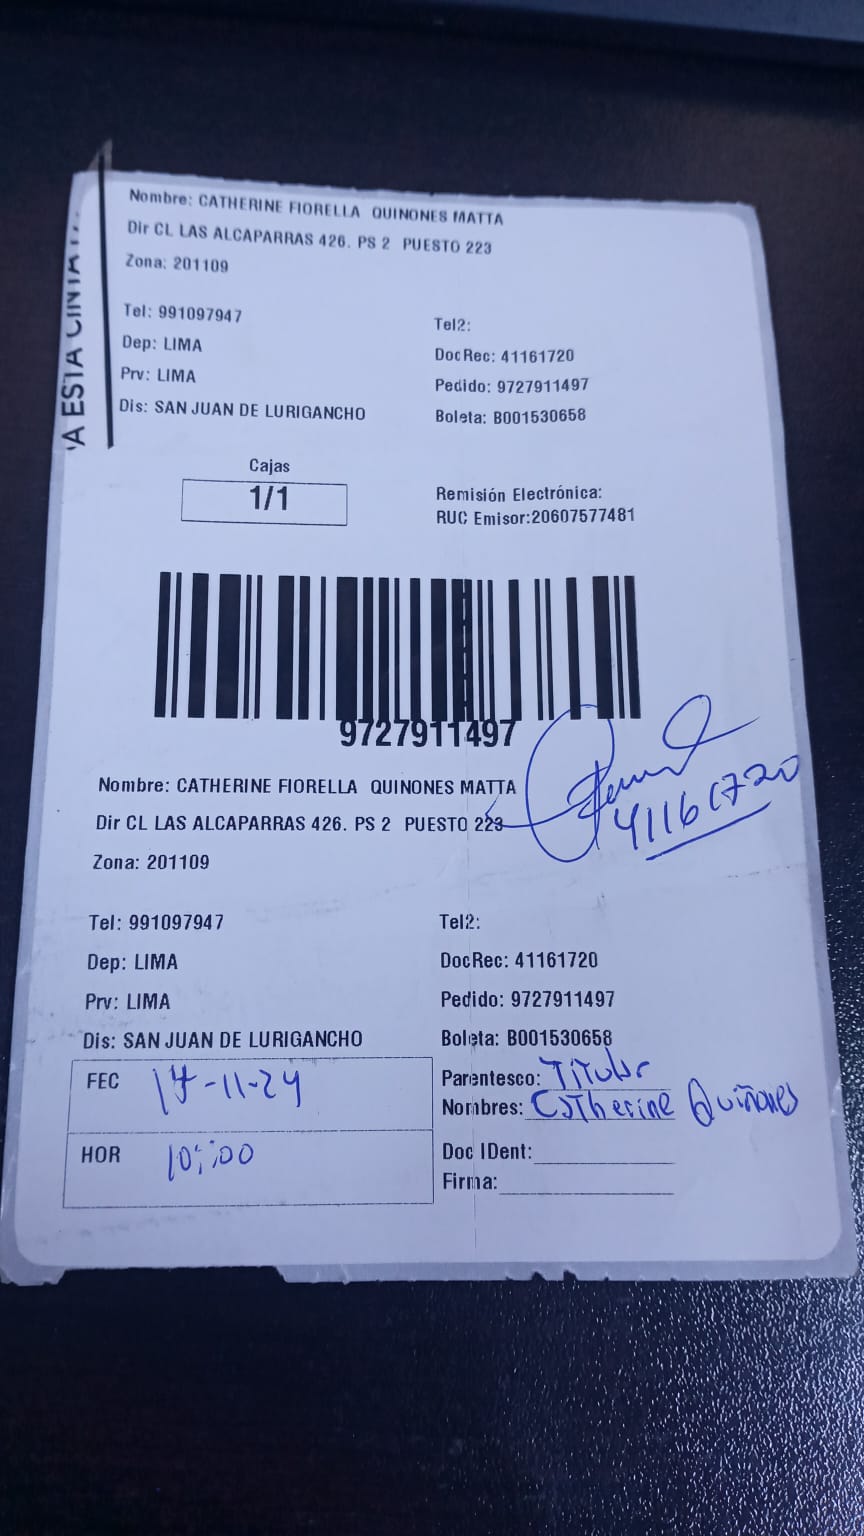 Nombre: CATHERINE FIORELLA QUINONES MATTA
Dir CL LAS ALCAPARRAS 426. PS 2 PUESTO 223
Zona: 201109
Tel: 991097947
Tel2:
Dep: LIMA
DocRec: 41161720
Prv: LIMA
Pedido: 9727911497
Dis: SAN JUAN DE LURIGANCHO
Boleta: B001530658
A ESTA CINTA
Cajas
1/1
Remisión Electrónica:
RUC Emisor:20607577481
9727911497
Nombre: CATHERINE FIORELLA QUINONES MATTA
Dir CL LAS ALCAPARRAS 426. PS 2 PUESTO 223
41161720
Zona: 201109
Tel: 991097947
Tel2:
Dep: LIMA
DocRec: 41161720
Prv: LIMA
Pedido: 9727911497
Dis: SAN JUAN DE LURIGANCHO
Boleta: B001530658
FEC 17-11-24
Parentesco: Titular
Nombres: Catherine Quiñones
HOR 10:00
Doc IDent:
Firma: